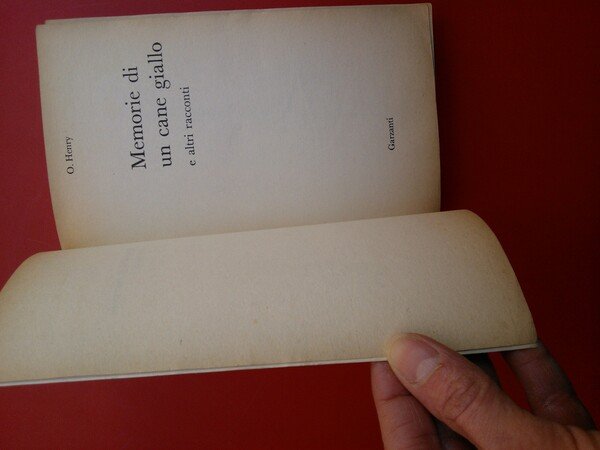 O. Henry
Memorie di
un cane giallo
e altri racconti
Garzanti